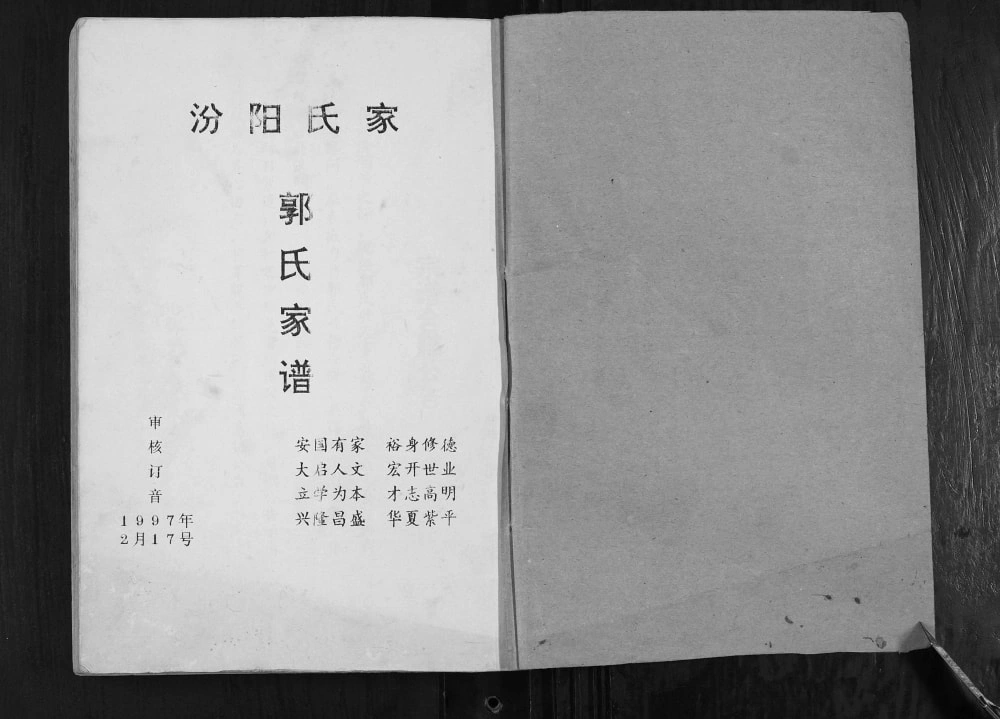 汾阳氏家
郭氏家谱
安国有家 裕身修德
大启人文 宏开世业
立学为本 才志高明
兴隆昌盛 华夏紫平
审核订音
1997年
2月17号